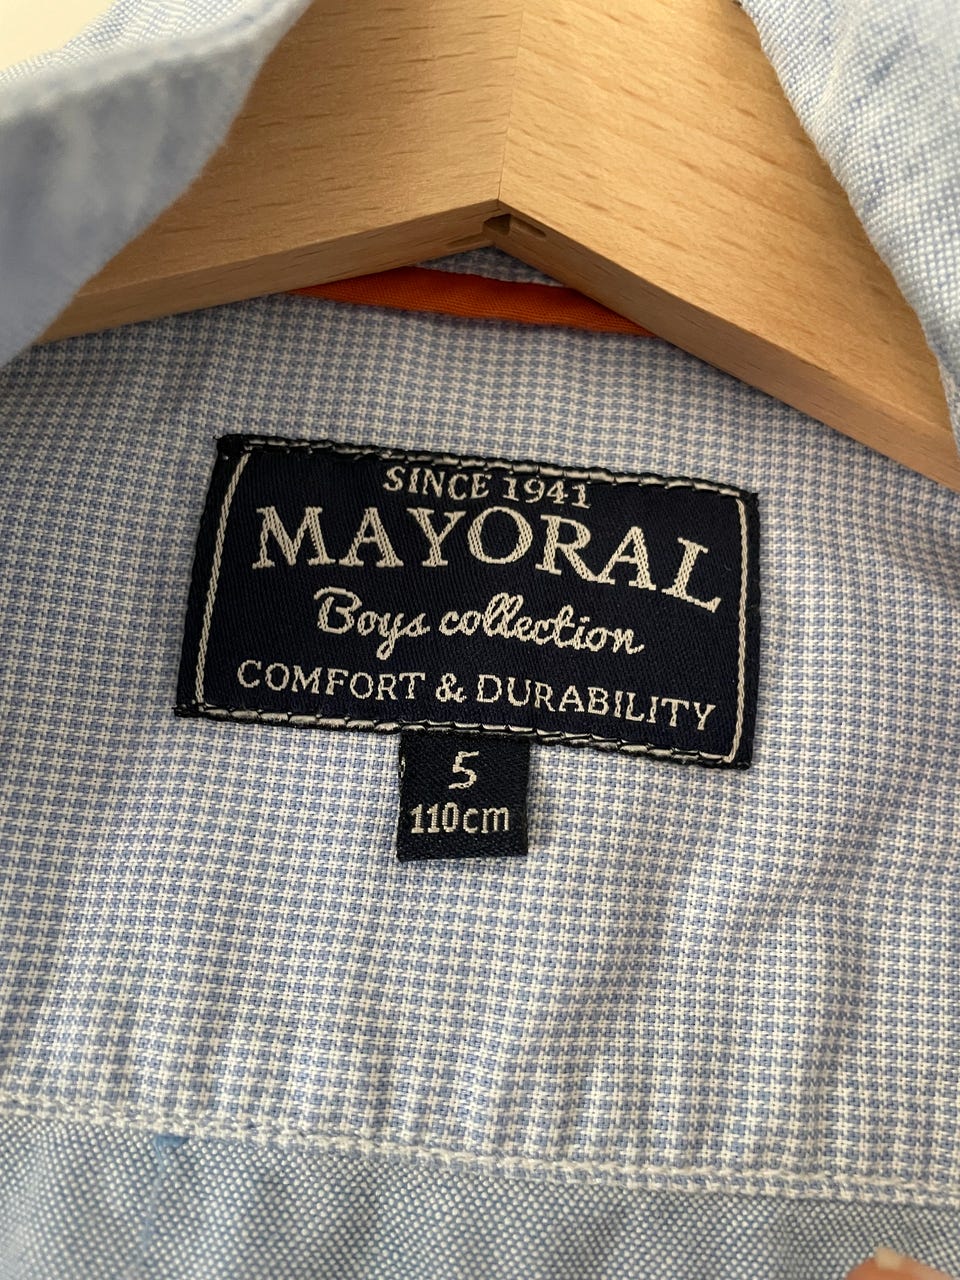 SINCE 1941
MAYORAL
Boys collection
COMFORT & DURABILITY
5
110cm